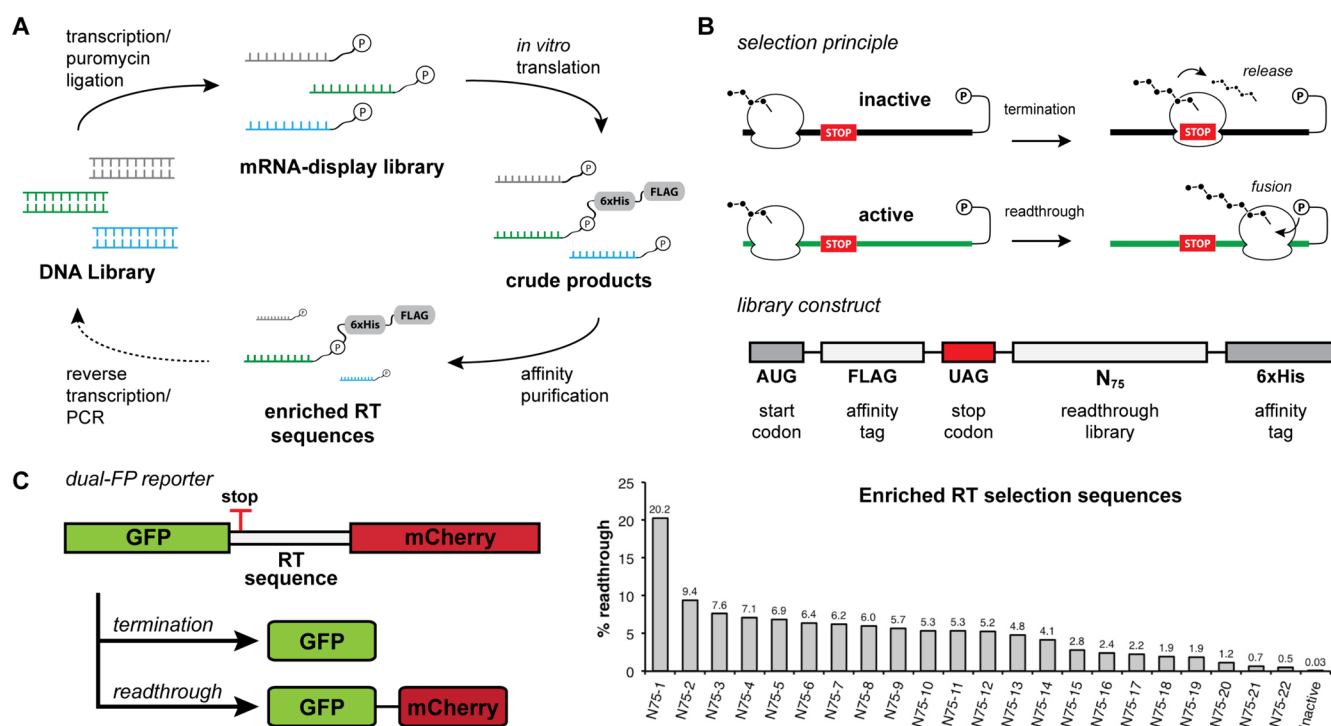 A
transcription/
puromycin
ligation
P
P
P
mRNA-display library
in vitro
translation
DNA Library
P
6xHis
FLAG
P
P
crude products
P
6xHis
FLAG
P
P
enriched RT
sequences
affinity
purification
reverse
transcription/
PCR
B
selection principle
inactive
P
STOP
termination
release
P
STOP
active
P
STOP
readthrough
fusion
P
STOP
library construct
AUG
FLAG
UAG
N75
6xHis
start
codon
affinity
tag
stop
codon
readthrough
library
affinity
tag
C
dual-FP reporter
stop
GFP
mCherry
RT
sequence
termination
GFP
readthrough
GFP
mCherry
Enriched RT selection sequences
% readthrough
25
20
15
10
5
0
20.2
9.4
7.6
7.1
6.9
6.4
6.2
6.0
5.7
5.3
5.3
5.2
4.8
4.1
2.8
2.4
2.2
1.9
1.9
1.2
0.7
0.5
0.03
N75-1
N75-2
N75-3
N75-4
N75-5
N75-6
N75-7
N75-8
N75-9
N75-10
N75-11
N75-12
N75-13
N75-14
N75-15
N75-16
N75-17
N75-18
N75-19
N75-20
N75-21
N75-22
Inactive